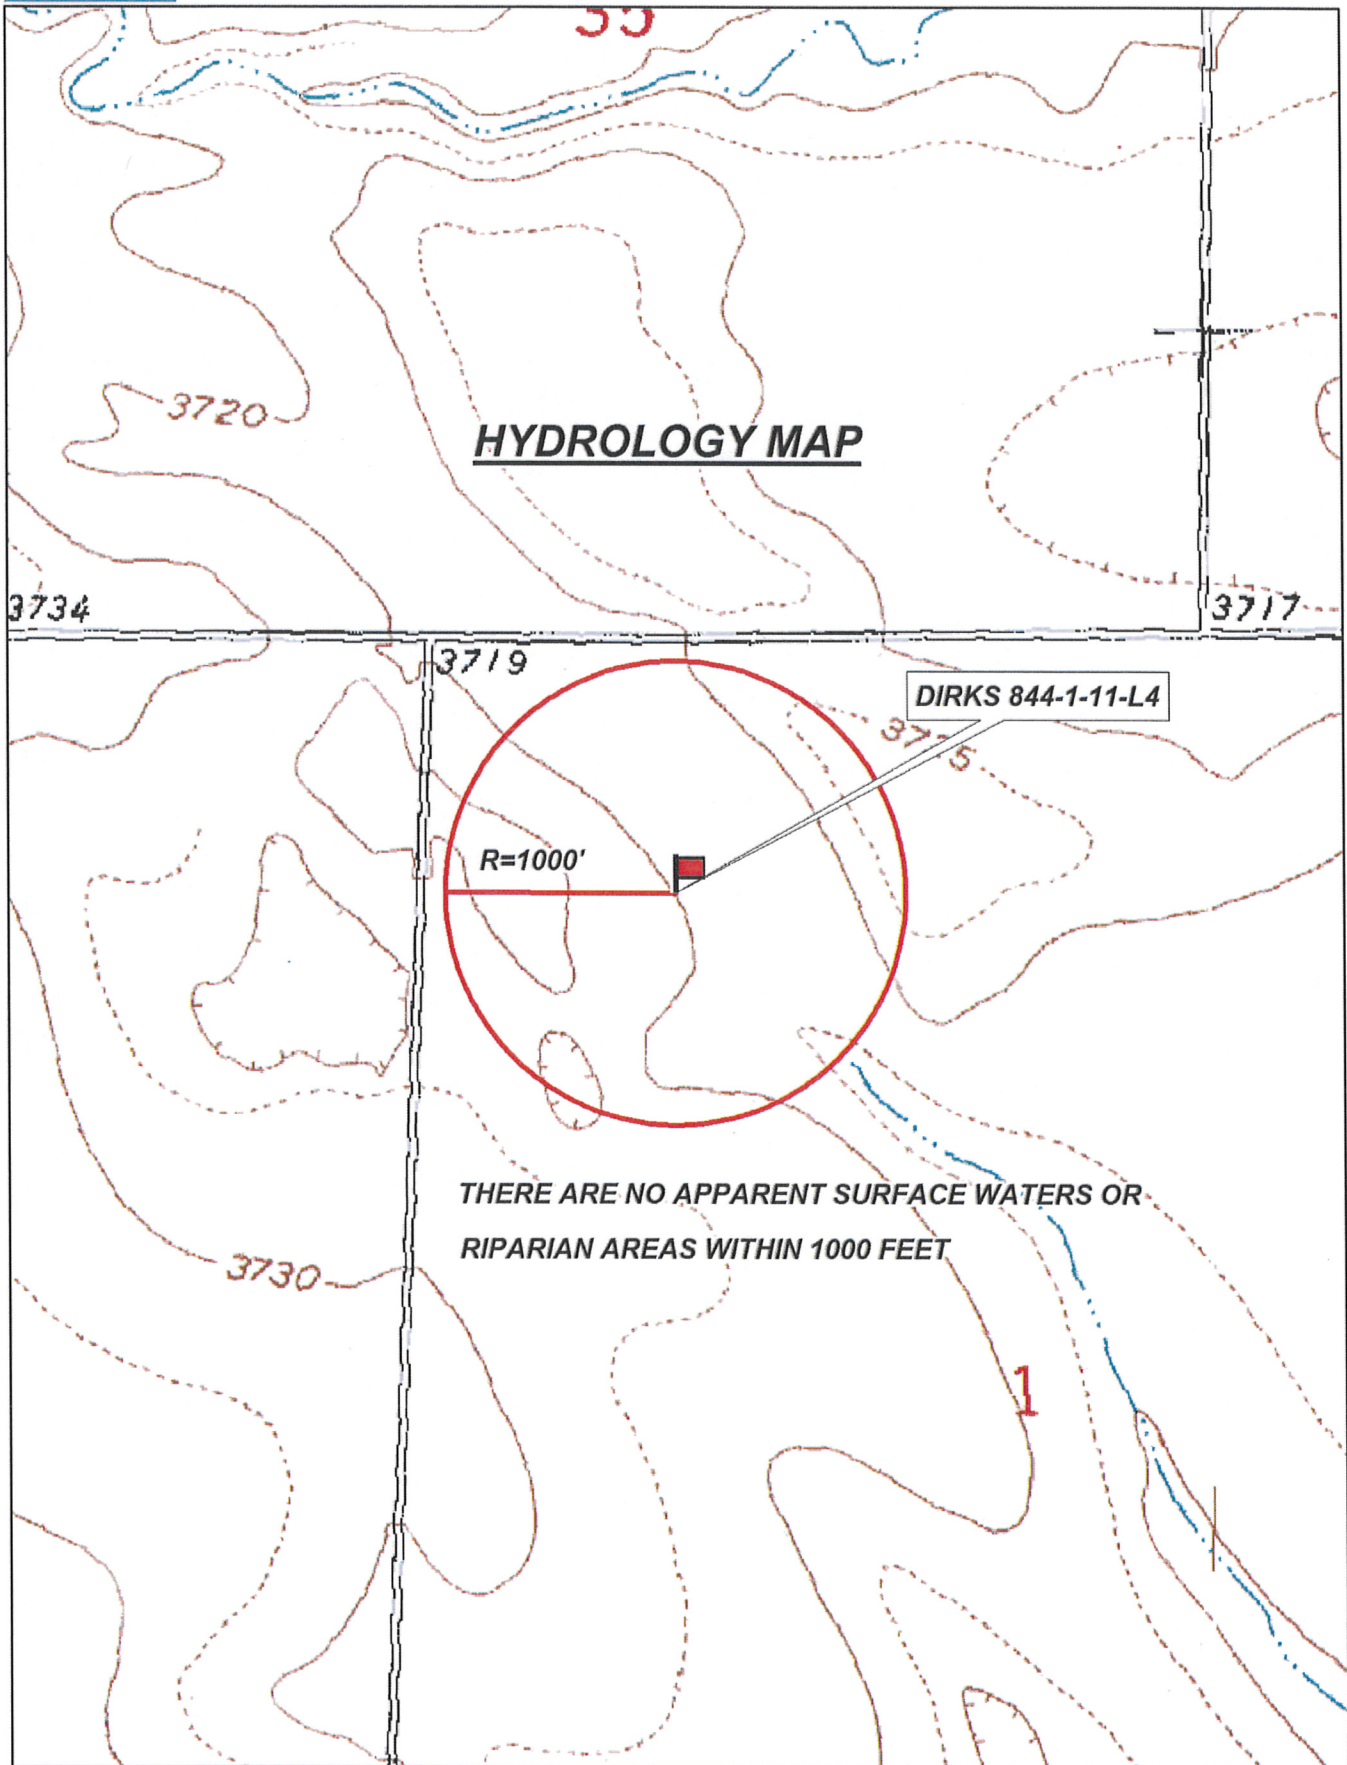 3720
HYDROLOGY MAP
3734
3717
3719
DIRKS 844-1-11-L4
R=1000'
THERE ARE NO APPARENT SURFACE WATERS OR
RIPARIAN AREAS WITHIN 1000 FEET
3730
1